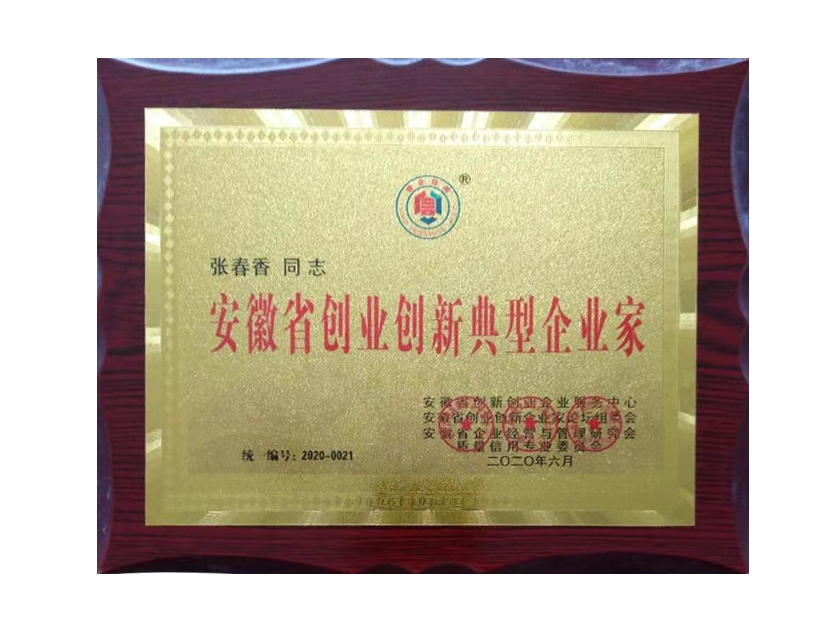 ®
张春香 同志
安徽省创业创新典型企业家
安徽省创新创业企业服务中心
安徽省创业创新企业家论坛组委会
安徽省企业经营与管理研究会
质量信用专业委员会
统一编号：2020-0021
二〇二〇年六月